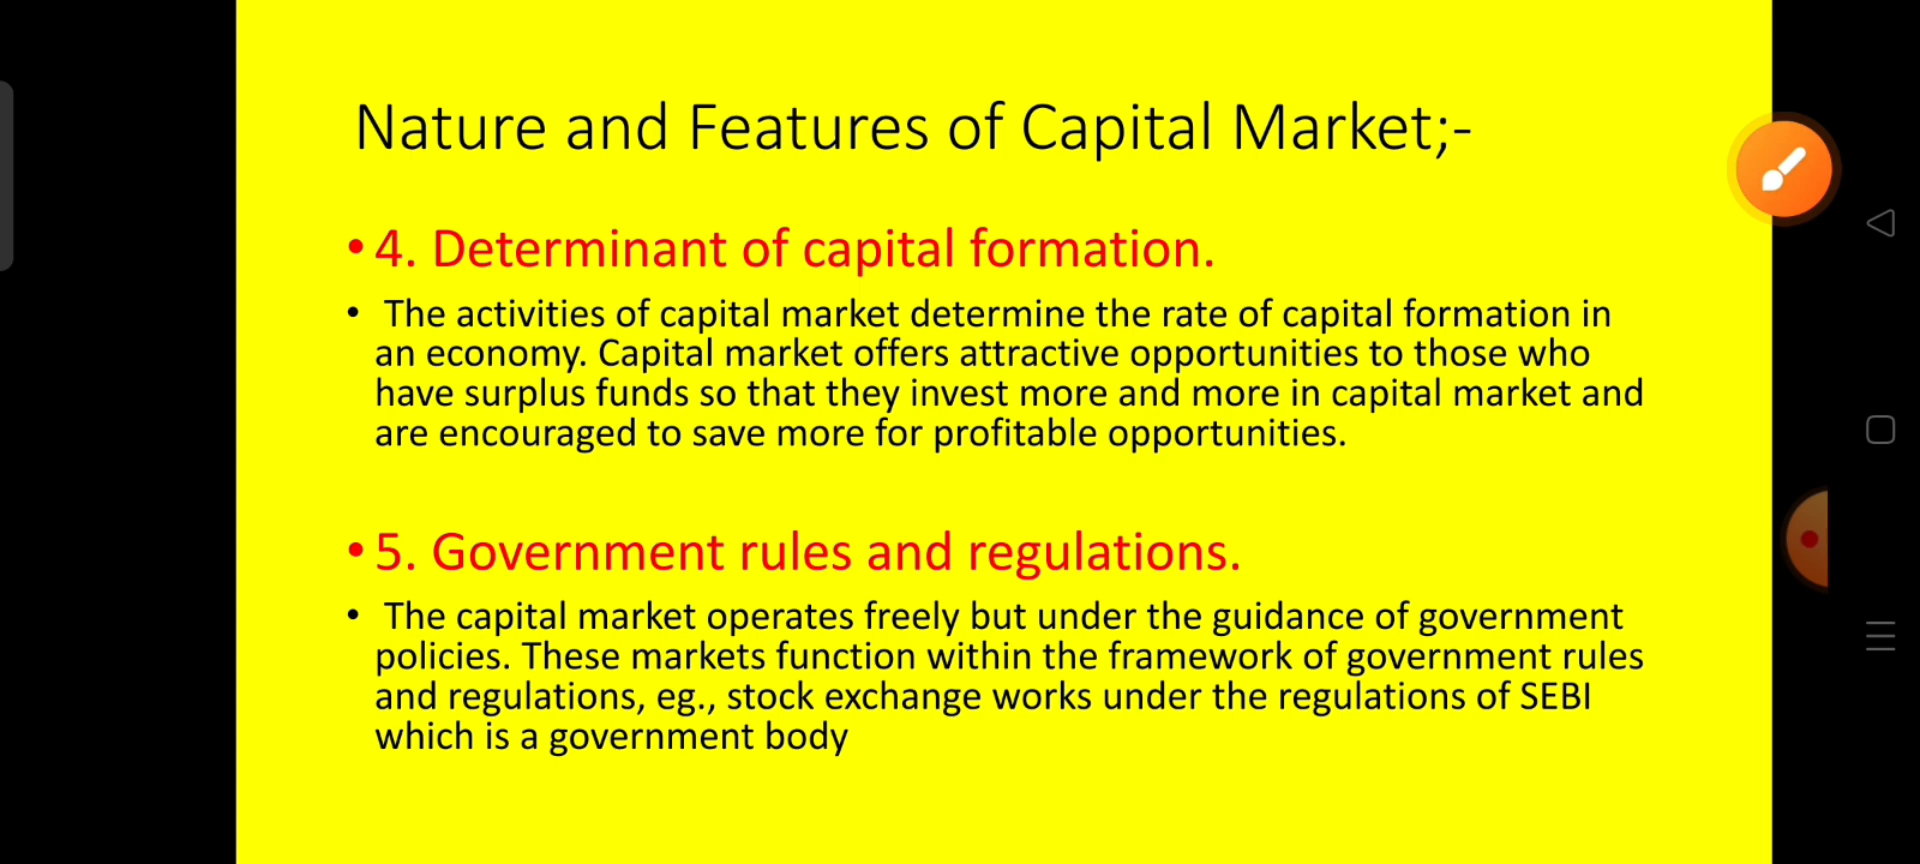 Nature and Features of Capital Market;-
• 4. Determinant of capital formation.
• The activities of capital market determine the rate of capital formation in
an economy. Capital market offers attractive opportunities to those who
have surplus funds so that they invest more and more in capital market and
are encouraged to save more for profitable opportunities.
• 5. Government rules and regulations.
• The capital market operates freely but under the guidance of government
policies. These markets function within the framework of government rules
and regulations, eg., stock exchange works under the regulations of SEBI
which is a government body